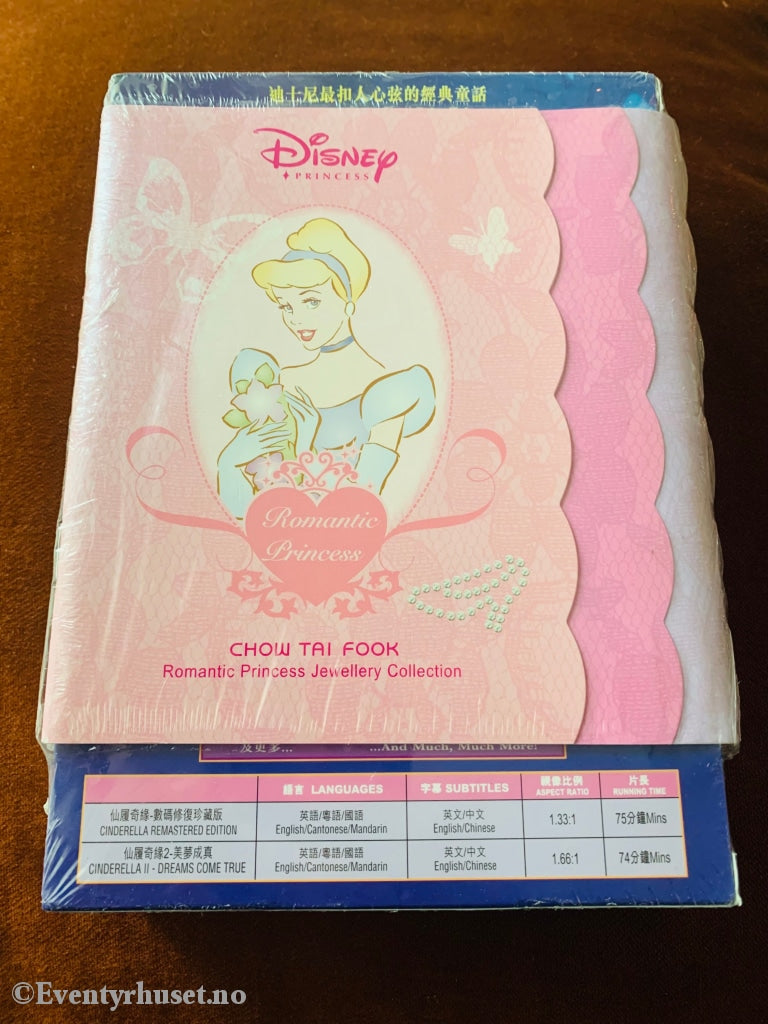 迪士尼最扣人心弦的經典童話
Disney
PRINCESS
Romantic
Princess
CHOW TAI FOOK
Romantic Princess Jewellery Collection
及更多... ...And Much, Much More!
語言 LANGUAGES 字幕 SUBTITLES 視像比例 ASPECT RATIO 片長 RUNNING TIME
仙履奇緣-數碼修復珍藏版 英語/粵語/國語 英文/中文 1.33:1 75分鐘Mins
CINDERELLA REMASTERED EDITION English/Cantonese/Mandarin English/Chinese
仙履奇緣2-美夢成真 英語/粵語/國語 英文/中文 1.66:1 74分鐘Mins
CINDERELLA II - DREAMS COME TRUE English/Cantonese/Mandarin English/Chinese
©Eventyrhuset.no